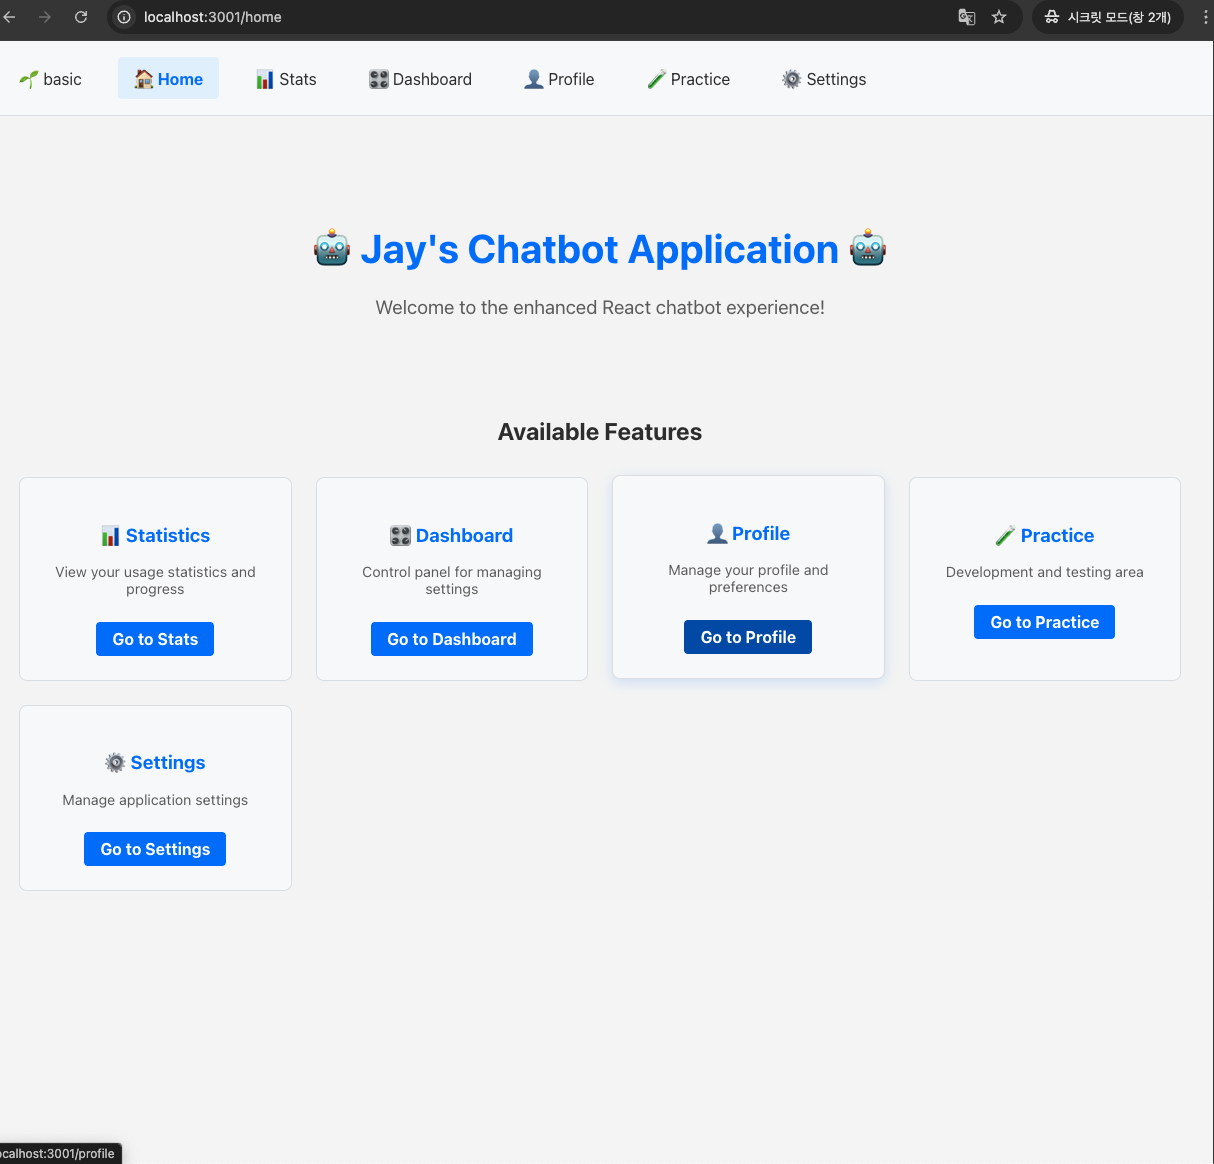 localhost:3001/home
시크릿 모드(창 2개)
basic
Home
Stats
Dashboard
Profile
Practice
Settings
Jay's Chatbot Application
Welcome to the enhanced React chatbot experience!
Available Features
Statistics
View your usage statistics and
progress
Go to Stats
Dashboard
Control panel for managing
settings
Go to Dashboard
Profile
Manage your profile and
preferences
Go to Profile
Practice
Development and testing area
Go to Practice
Settings
Manage application settings
Go to Settings
ocalhost:3001/profile